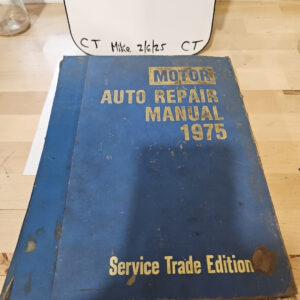 CT Mike 2/6/25 CT
MOTOR
AUTO REPAIR
MANUAL
1975
Service Trade Edition